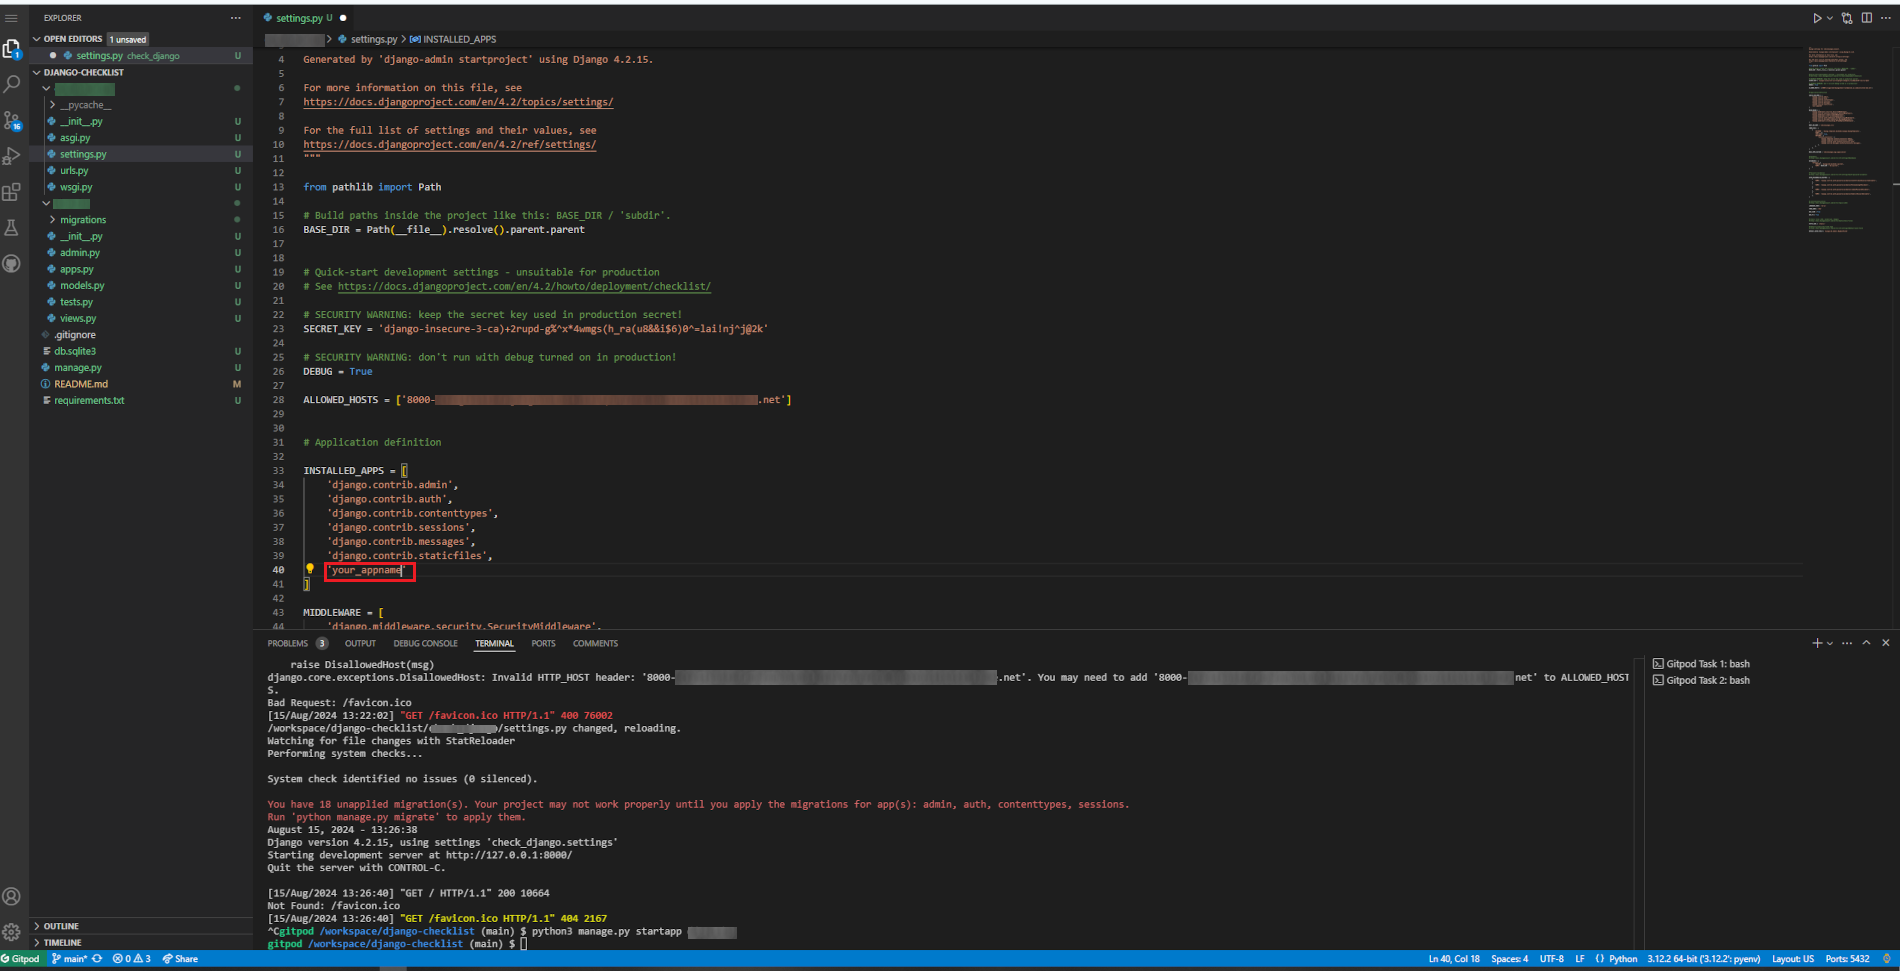 EXPLORER
OPEN EDITORS 1 unsaved
settings.py check_django U
DJANGO-CHECKLIST
__pycache__
__init__.py U
asgi.py U
settings.py U
urls.py U
wsgi.py U
migrations
__init__.py U
admin.py U
apps.py U
models.py U
tests.py U
views.py U
.gitignore
db.sqlite3 U
manage.py U
README.md M
requirements.txt U
OUTLINE
TIMELINE
settings.py U
settings.py > INSTALLED_APPS
4 Generated by 'django-admin startproject' using Django 4.2.15.
5
6 For more information on this file, see
7 https://docs.djangoproject.com/en/4.2/topics/settings/
8
9 For the full list of settings and their values, see
10 https://docs.djangoproject.com/en/4.2/ref/settings/
11 """
12
13 from pathlib import Path
14
15 # Build paths inside the project like this: BASE_DIR / 'subdir'.
16 BASE_DIR = Path(__file__).resolve().parent.parent
17
18
19 # Quick-start development settings - unsuitable for production
20 # See https://docs.djangoproject.com/en/4.2/howto/deployment/checklist/
21
22 # SECURITY WARNING: keep the secret key used in production secret!
23 SECRET_KEY = 'django-insecure-3-ca)+2rupd-g%^x*4wmgs(h_ra(u8&&i$6)0^=lai!nj^j@2k'
24
25 # SECURITY WARNING: don't run with debug turned on in production!
26 DEBUG = True
27
28 ALLOWED_HOSTS = ['8000- .net']
29
30
31 # Application definition
32
33 INSTALLED_APPS = [
34 'django.contrib.admin',
35 'django.contrib.auth',
36 'django.contrib.contenttypes',
37 'django.contrib.sessions',
38 'django.contrib.messages',
39 'django.contrib.staticfiles',
40 'your_appname'
41 ]
42
43 MIDDLEWARE = [
44 'django.middleware.security.SecurityMiddleware',
PROBLEMS 3 OUTPUT DEBUG CONSOLE TERMINAL PORTS COMMENTS
raise DisallowedHost(msg)
django.core.exceptions.DisallowedHost: Invalid HTTP_HOST header: '8000- .net'. You may need to add '8000- net' to ALLOWED_HOST
S.
Bad Request: /favicon.ico
[15/Aug/2024 13:22:02] "GET /favicon.ico HTTP/1.1" 400 76002
/workspace/django-checklist/ /settings.py changed, reloading.
Watching for file changes with StatReloader
Performing system checks...
System check identified no issues (0 silenced).
You have 18 unapplied migration(s). Your project may not work properly until you apply the migrations for app(s): admin, auth, contenttypes, sessions.
Run 'python manage.py migrate' to apply them.
August 15, 2024 - 13:26:38
Django version 4.2.15, using settings 'check_django.settings'
Starting development server at http://127.0.0.1:8000/
Quit the server with CONTROL-C.
[15/Aug/2024 13:26:40] "GET / HTTP/1.1" 200 10664
Not Found: /favicon.ico
[15/Aug/2024 13:26:40] "GET /favicon.ico HTTP/1.1" 404 2167
^Cgitpod /workspace/django-checklist (main) $ python3 manage.py startapp
gitpod /workspace/django-checklist (main) $
Gitpod Task 1: bash
Gitpod Task 2: bash
Gitpod main* 0 3 Share
Ln 40, Col 18 Spaces: 4 UTF-8 LF Python 3.12.2 64-bit ('3.12.2': pyenv) Layout: US Ports: 5432